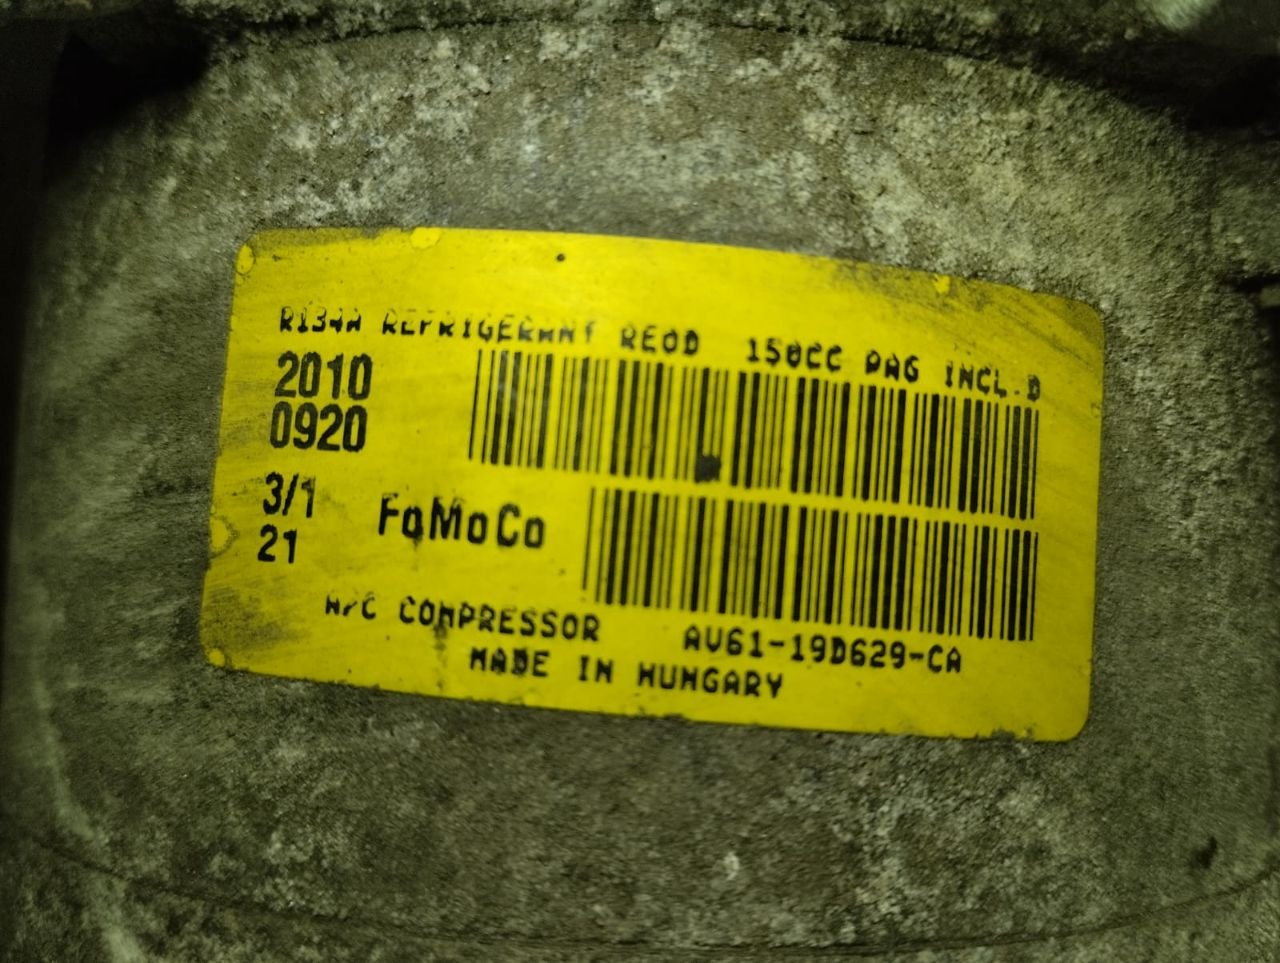 R134A REFRIGERANT REQD 150CC PAG INCL.D
2010
0920
3/1
21
FoMoCo
A/C COMPRESSOR AV61-19D629-CA
MADE IN HUNGARY